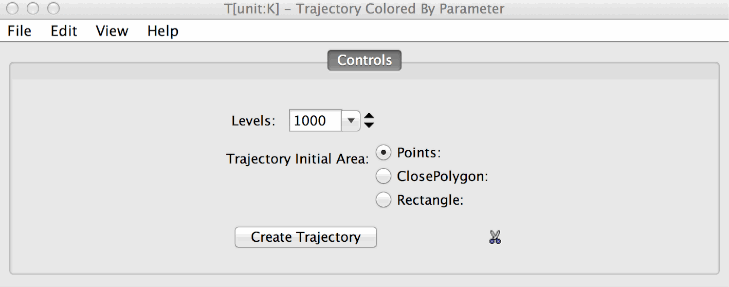 T[unit:K] – Trajectory Colored By Parameter
File Edit View Help
Controls
Levels: 1000
Trajectory Initial Area: Points:
ClosePolygon:
Rectangle:
Create Trajectory